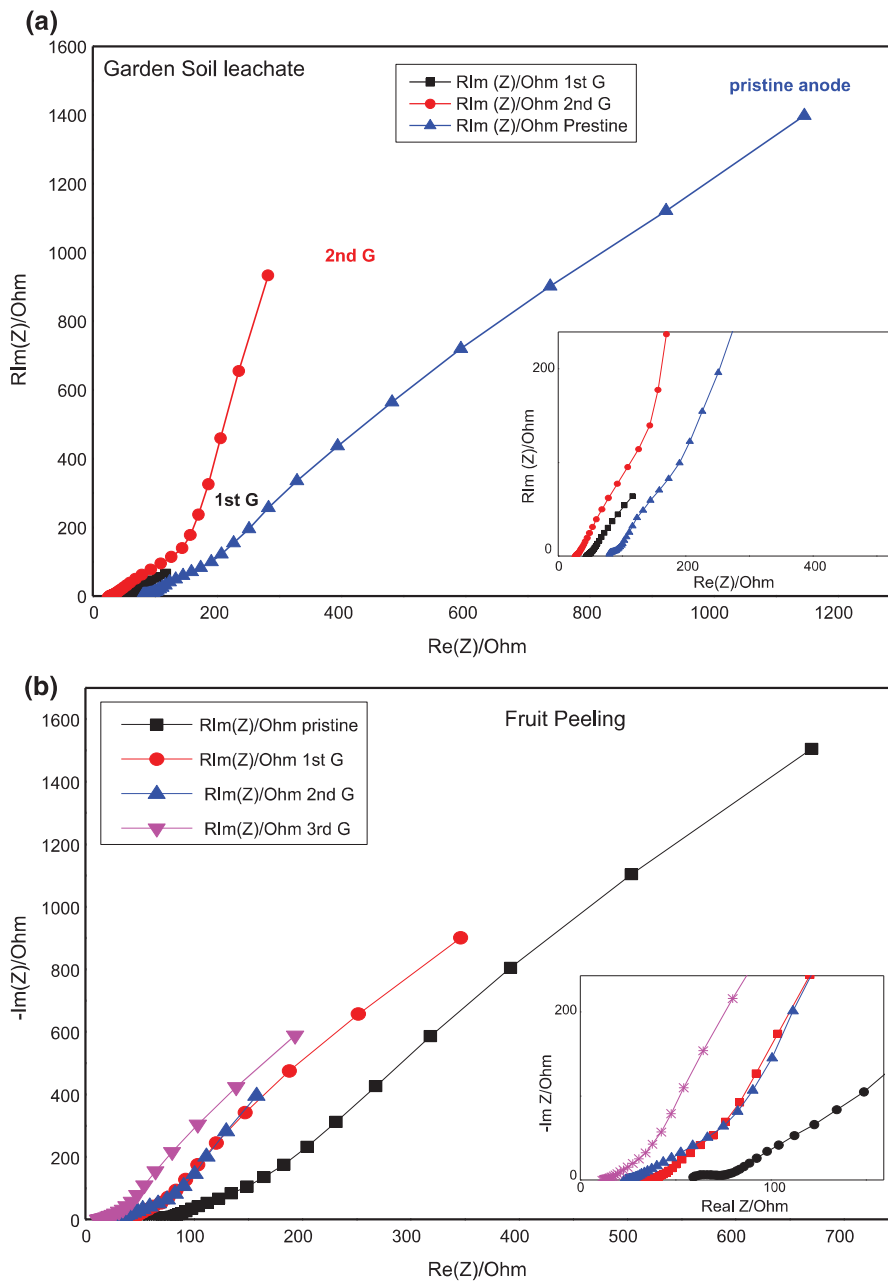 (a)
1600
1400
1200
1000
800
600
400
200
0
RIm(Z)/Ohm
Garden Soil leachate
RIm (Z)/Ohm 1st G
RIm (Z)/Ohm 2nd G
RIm (Z)/Ohm Prestine
pristine anode
2nd G
1st G
200
0
RIm (Z)/Ohm
0 200 400
Re(Z)/Ohm
0 200 400 600 800 1000 1200
Re(Z)/Ohm
(b)
1600
1400
1200
1000
800
600
400
200
0
-Im(Z)/Ohm
Fruit Peeling
RIm(Z)/Ohm pristine
RIm(Z)/Ohm 1st G
RIm(Z)/Ohm 2nd G
RIm(Z)/Ohm 3rd G
200
0
-Im Z/Ohm
0 100
Real Z/Ohm
0 100 200 300 400 500 600 700
Re(Z)/Ohm